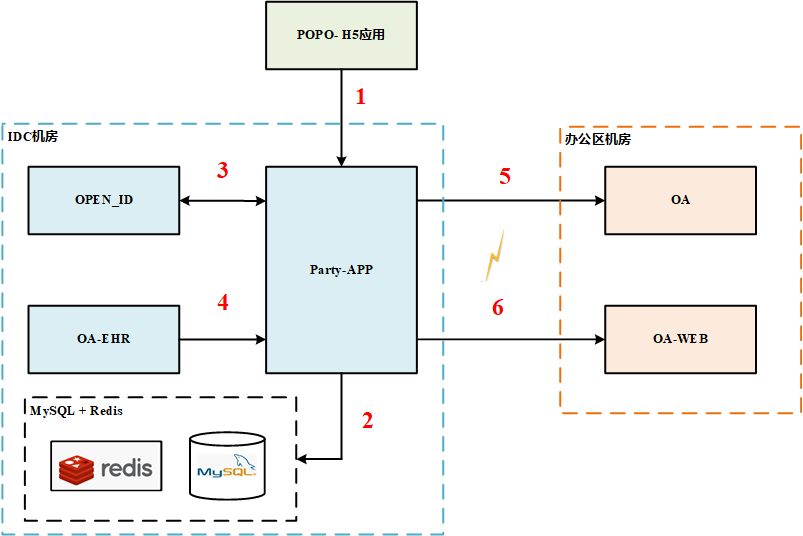 POPO- H5应用
1
IDC机房
办公区机房
OPEN_ID
3
5
OA
Party-APP
OA-EHR
4
6
OA-WEB
MySQL + Redis
2
redis
MySQL